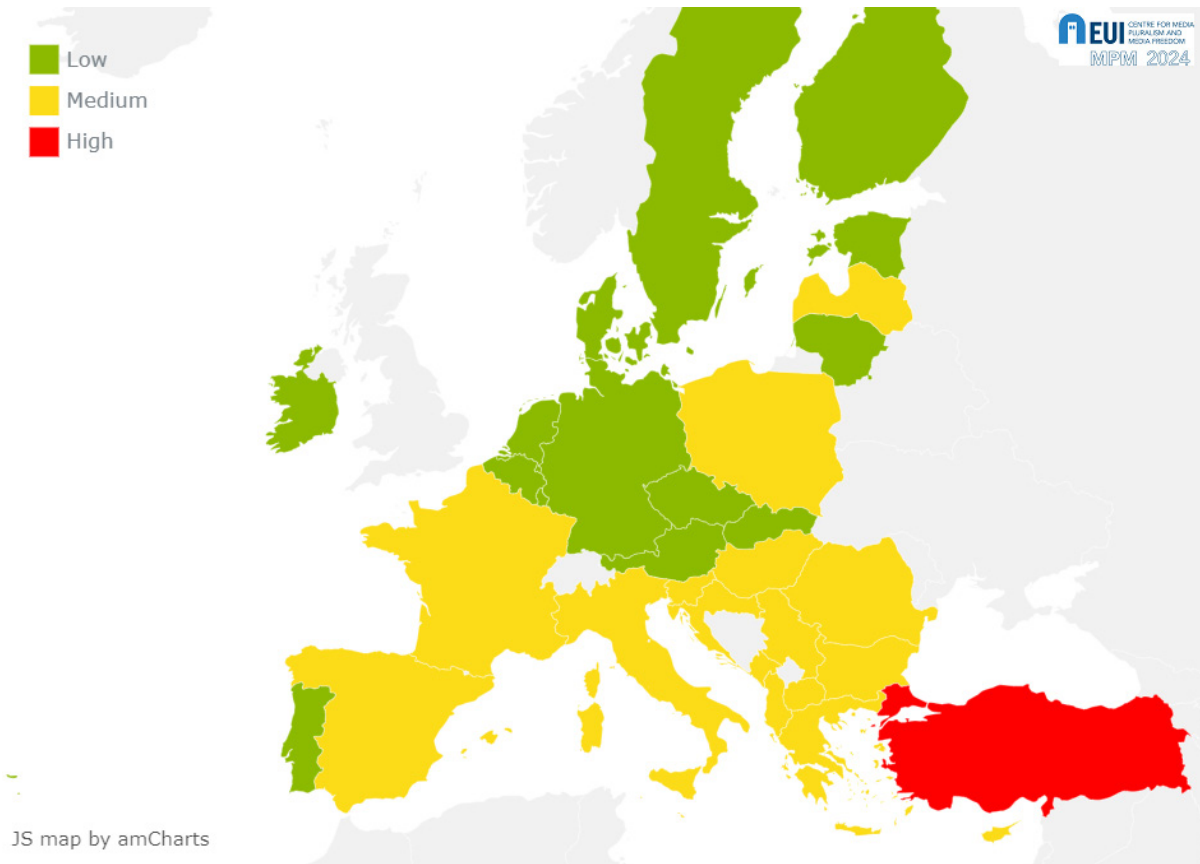 Low
Medium
High
EUI
CENTRE FOR MEDIA
PLURALISM AND
MEDIA FREEDOM
MPM 2024
JS map by amCharts